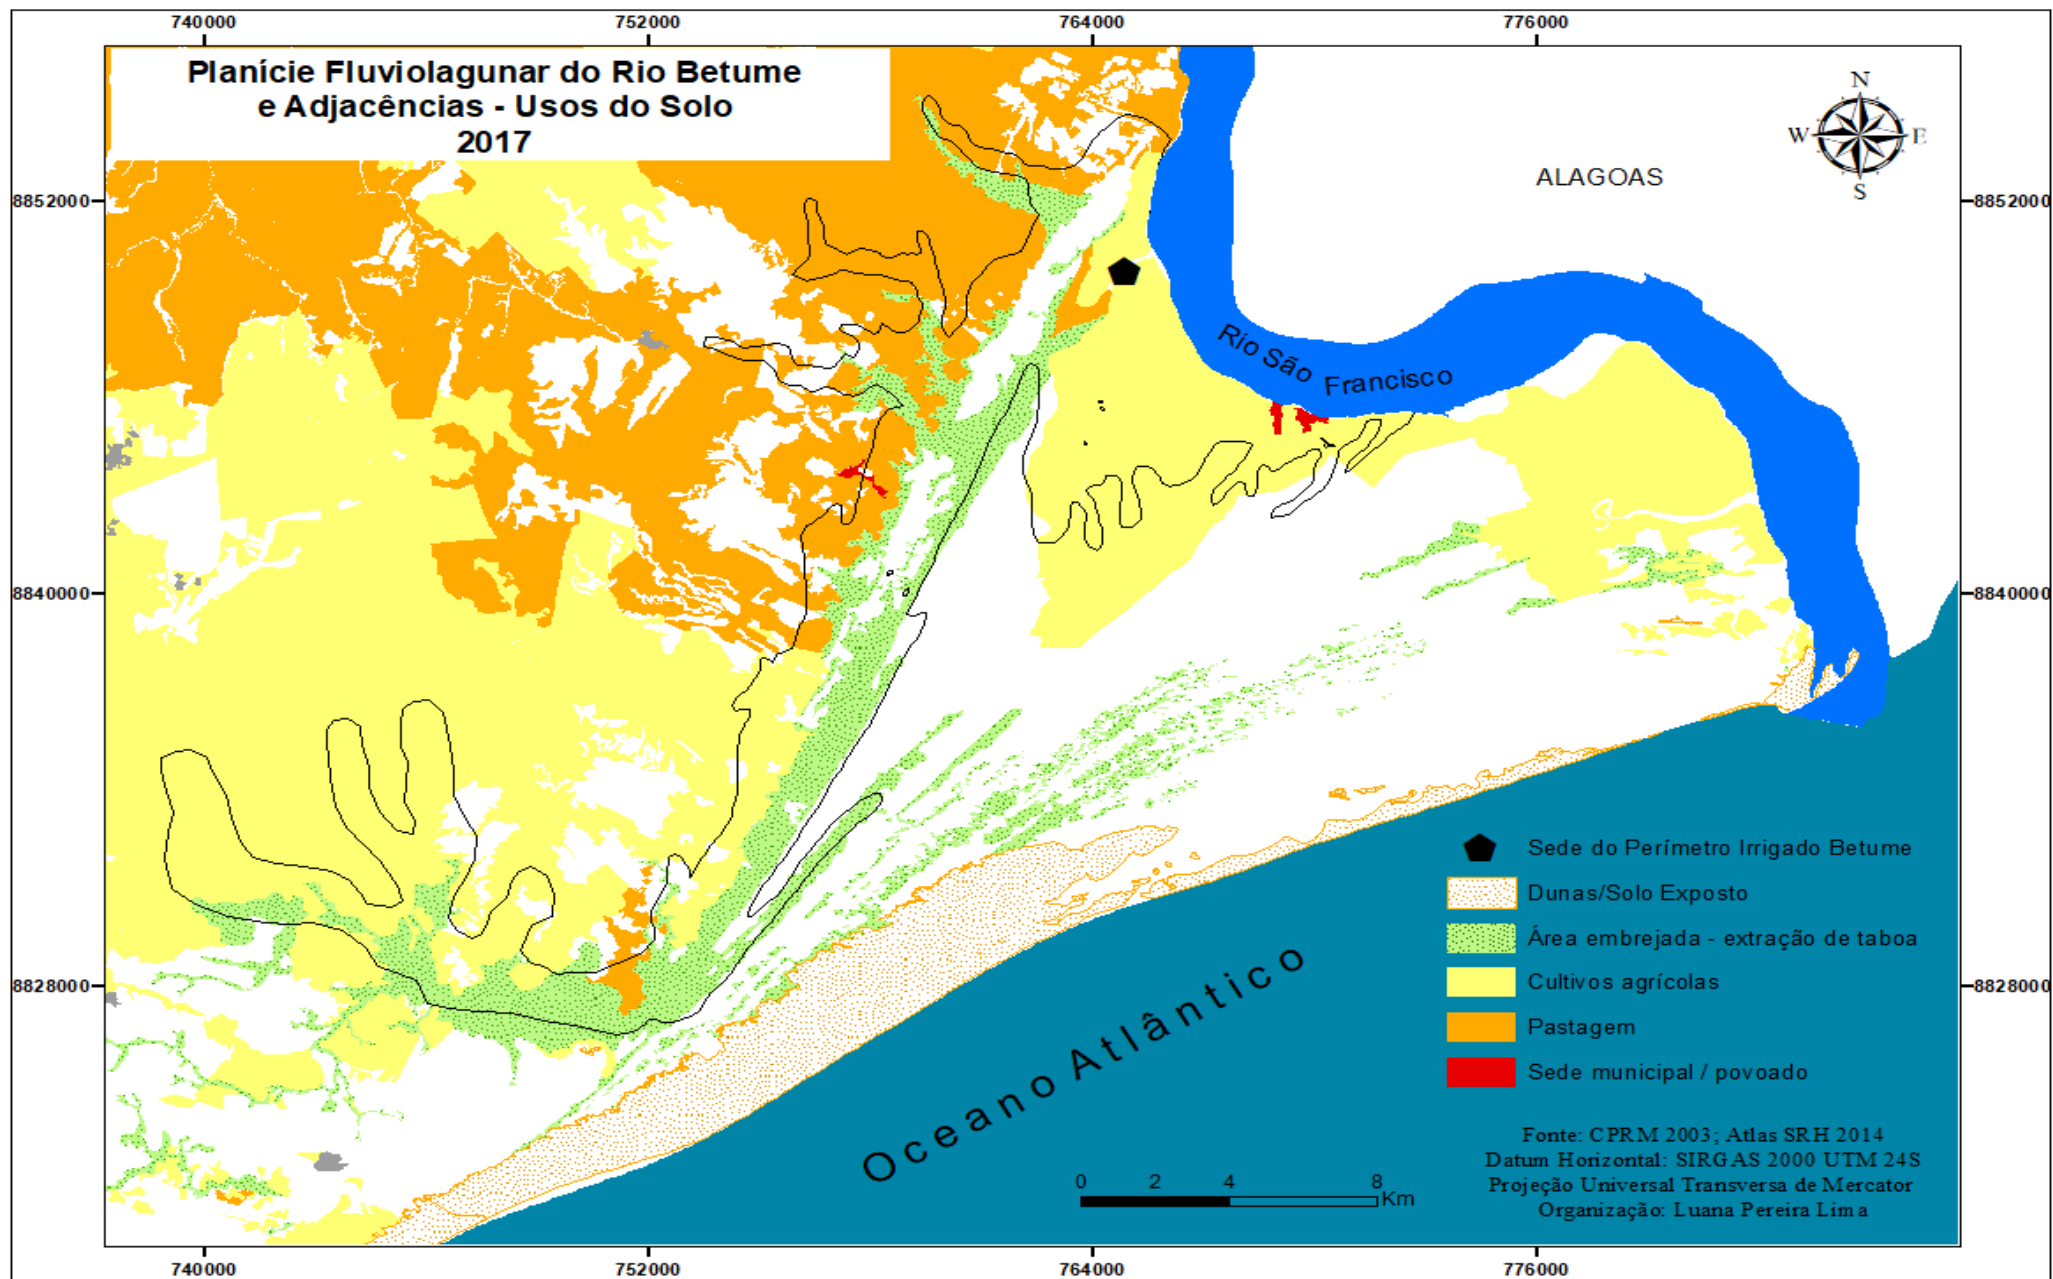 740000
752000
764000
776000
Planície Fluviolagunar do Rio Betume
e Adjacências - Usos do Solo
2017
N
W
E
S
ALAGOAS
8852000
8852000
Rio São Francisco
8840000
8840000
Sede do Perímetro Irrigado Betume
Dunas/Solo Exposto
Área embrejada - extração de taboa
Cultivos agrícolas
Pastagem
Sede municipal / povoado
8828000
8828000
Oceano Atlântico
Fonte: CPRM 2003; Atlas SRH 2014
Datum Horizontal: SIRGAS 2000 UTM 24S
Projeção Universal Transversa de Mercator
Organização: Luana Pereira Lima
0 2 4 8
Km
740000
752000
764000
776000